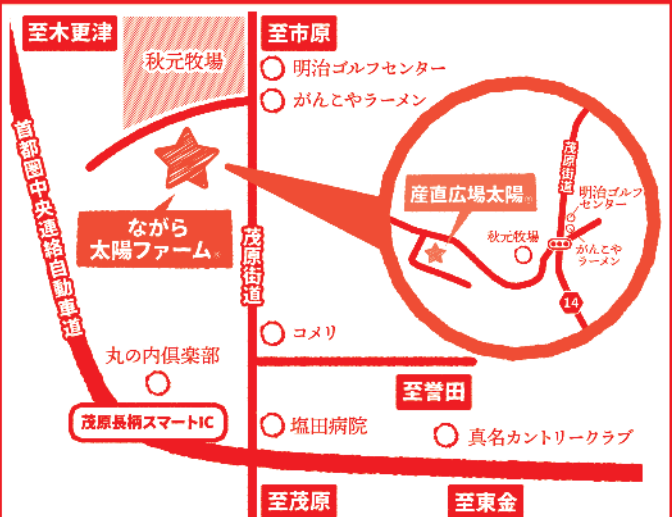 至木更津
至市原
秋元牧場
明治ゴルフセンター
がんこやラーメン
首都圏中央連絡自動車道
ながら
太陽ファーム
茂原街道
産直広場太陽
茂原街道
明治ゴルフ
センター
秋元牧場
がんこや
ラーメン
14
コメリ
丸の内倶楽部
至誉田
茂原長柄スマートIC
塩田病院
真名カントリークラブ
至茂原
至東金